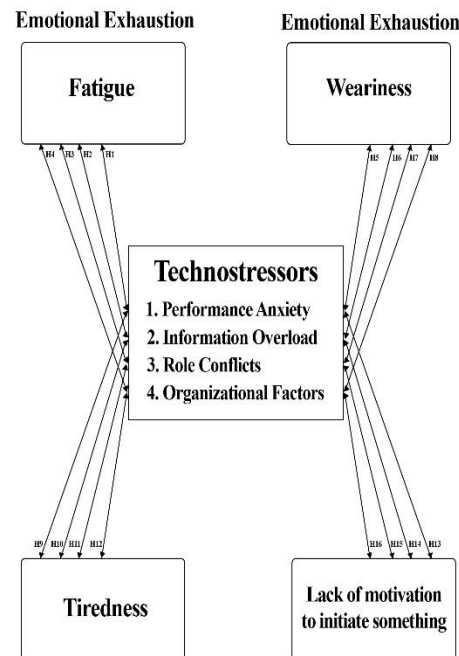 Emotional Exhaustion
Emotional Exhaustion
Fatigue
Weariness
H4 H3 H2 H1
H5 H6 H7 H8
Technostressors
1. Performance Anxiety
2. Information Overload
3. Role Conflicts
4. Organizational Factors
H9 H10 H11 H12
H16 H15 H14 H13
Tiredness
Lack of motivation
to initiate something